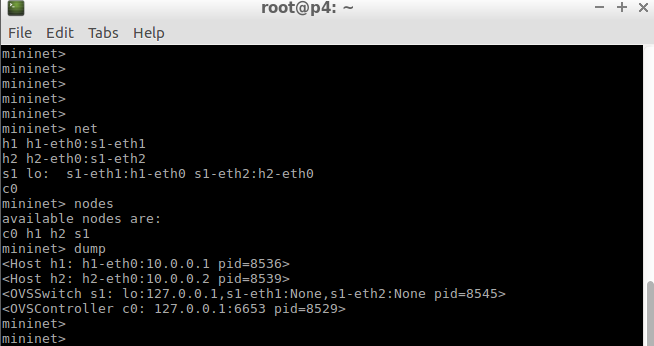 root@p4: ~
File Edit Tabs Help
mininet>
mininet>
mininet>
mininet>
mininet>
mininet> net
h1 h1-eth0:s1-eth1
h2 h2-eth0:s1-eth2
s1 lo:  s1-eth1:h1-eth0 s1-eth2:h2-eth0
c0
mininet> nodes
available nodes are:
c0 h1 h2 s1
mininet> dump
<Host h1: h1-eth0:10.0.0.1 pid=8536>
<Host h2: h2-eth0:10.0.0.2 pid=8539>
<OVSSwitch s1: lo:127.0.0.1,s1-eth1:None,s1-eth2:None pid=8545>
<OVSController c0: 127.0.0.1:6653 pid=8529>
mininet>
mininet>